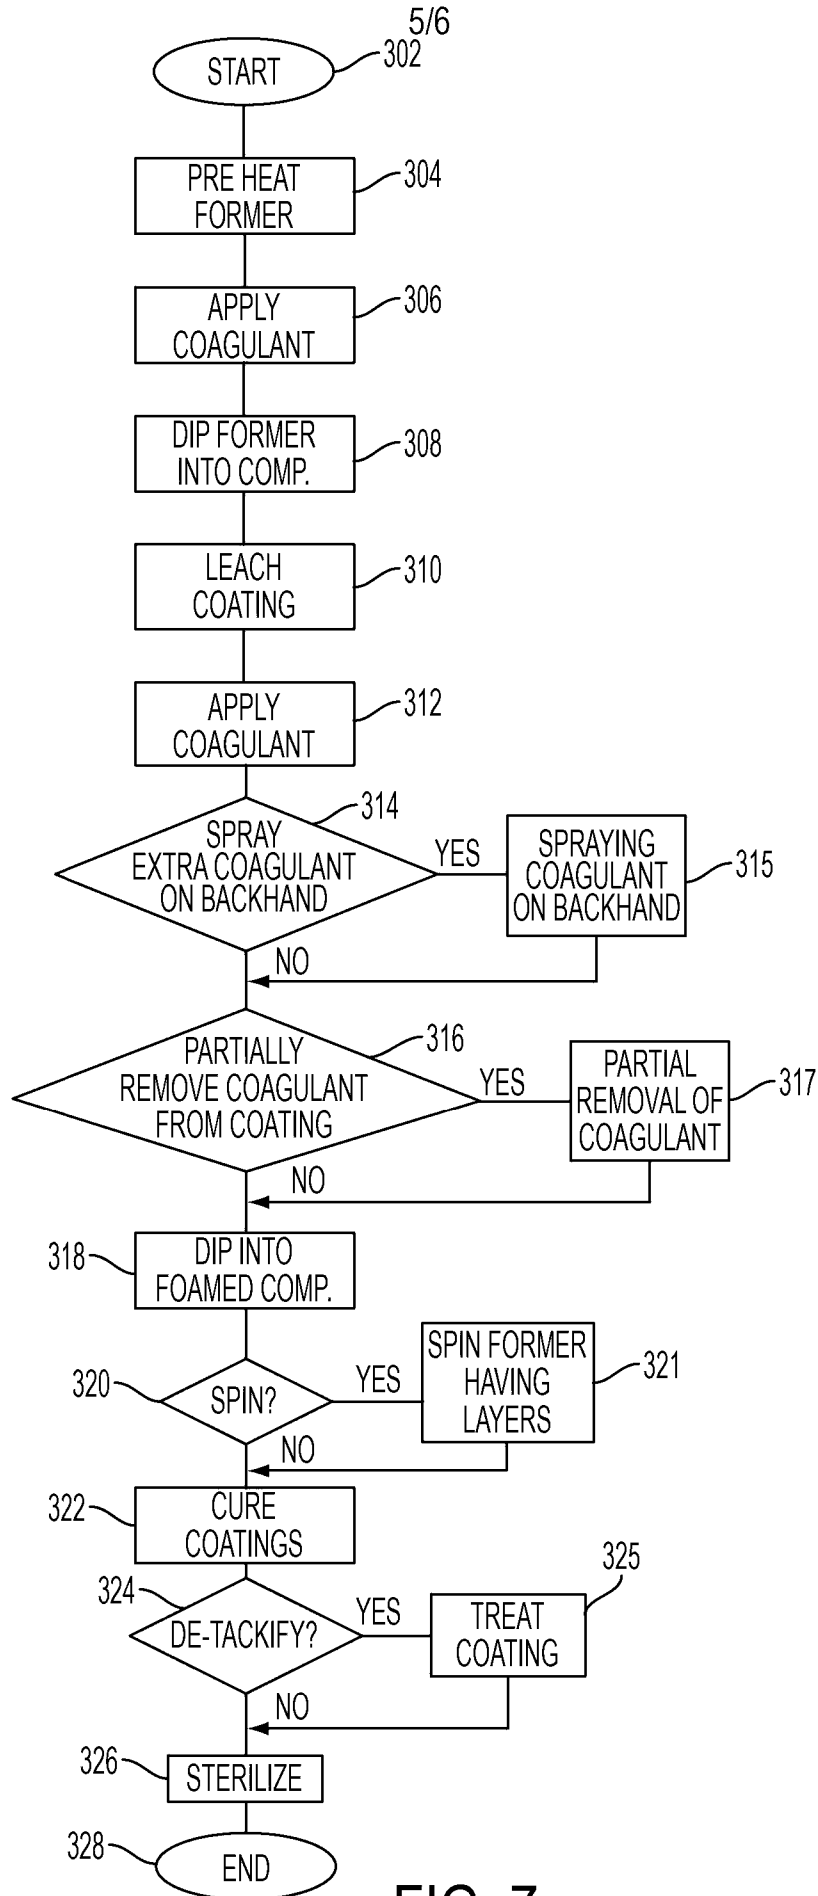 5/6
START
302
PRE HEAT
FORMER
304
APPLY
COAGULANT
306
DIP FORMER
INTO COMP.
308
LEACH
COATING
310
APPLY
COAGULANT
312
314
SPRAY
EXTRA COAGULANT
ON BACKHAND
YES
SPRAYING
COAGULANT
ON BACKHAND
315
NO
316
PARTIALLY
REMOVE COAGULANT
FROM COATING
YES
PARTIAL
REMOVAL OF
COAGULANT
317
NO
318
DIP INTO
FOAMED COMP.
320
SPIN?
YES
SPIN FORMER
HAVING
LAYERS
321
NO
322
CURE
COATINGS
324
DE-TACKIFY?
YES
TREAT
COATING
325
NO
326
STERILIZE
328
END
FIG. 7